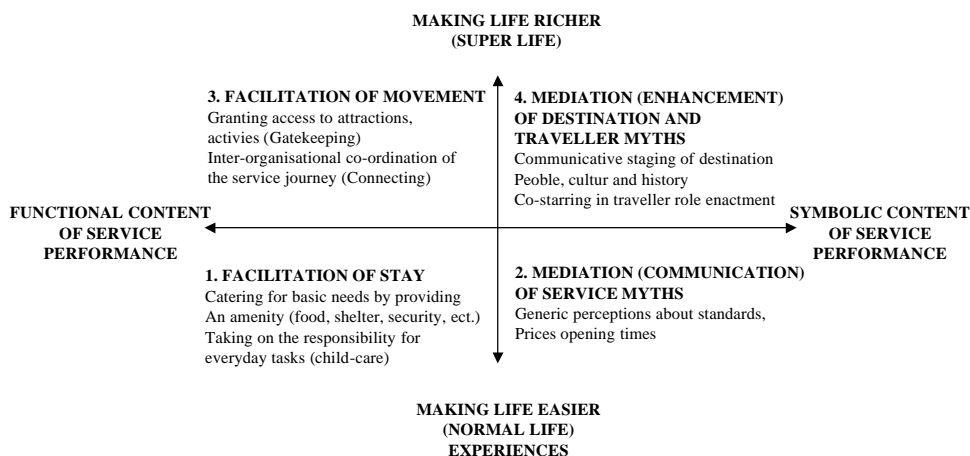 MAKING LIFE RICHER
(SUPER LIFE)
3. FACILITATION OF MOVEMENT
Granting access to attractions,
activies (Gatekeeping)
Inter-organisational co-ordination of
the service journey (Connecting)
4. MEDIATION (ENHANCEMENT)
OF DESTINATION AND
TRAVELLER MYTHS
Communicative staging of destination
Peoble, cultur and history
Co-starring in traveller role enactment
FUNCTIONAL CONTENT
OF SERVICE
PERFORMANCE
SYMBOLIC CONTENT
OF SERVICE
PERFORMANCE
1. FACILITATION OF STAY
Catering for basic needs by providing
An amenity (food, shelter, security, ect.)
Taking on the responsibility for
everyday tasks (child-care)
2. MEDIATION (COMMUNICATION)
OF SERVICE MYTHS
Generic perceptions about standards,
Prices opening times
MAKING LIFE EASIER
(NORMAL LIFE)
EXPERIENCES